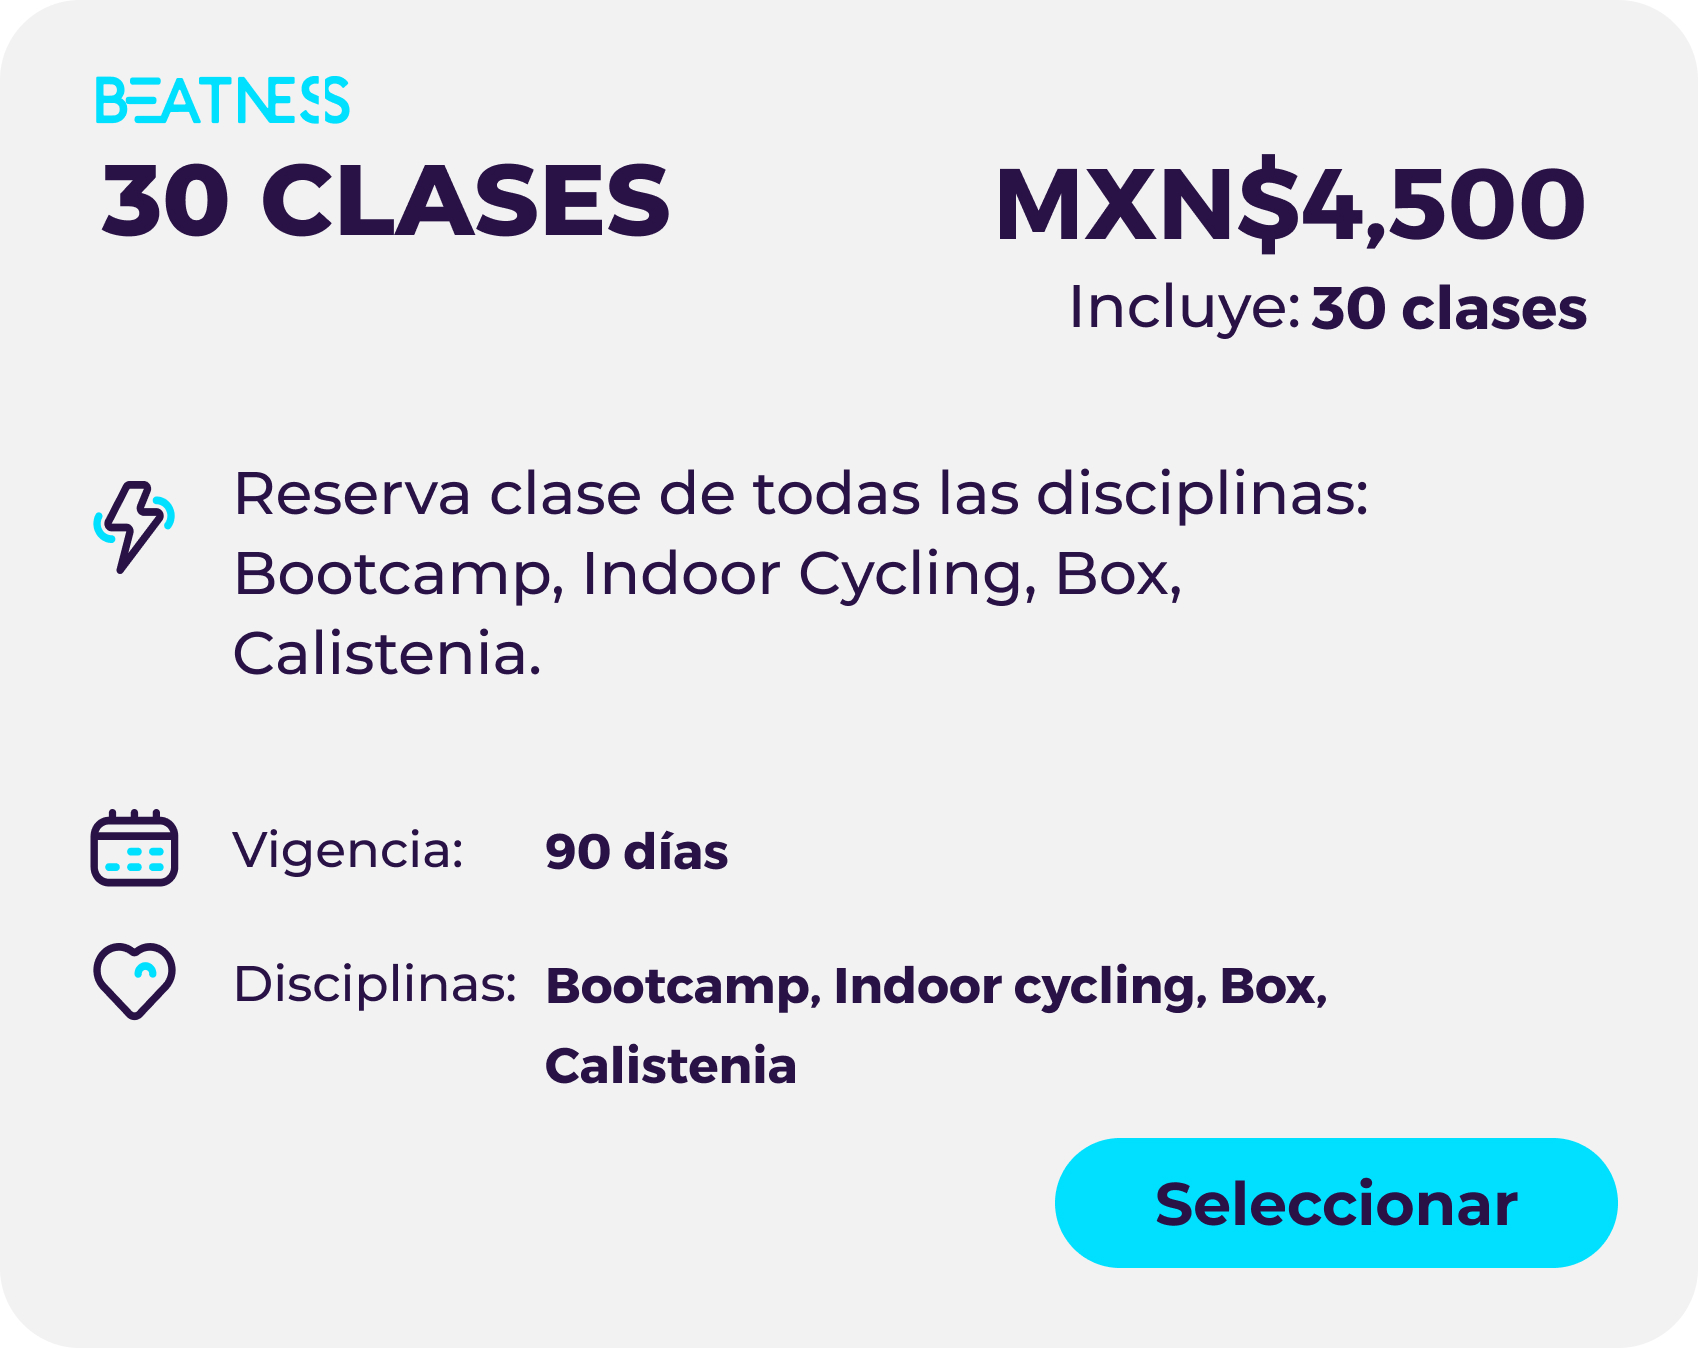 BEATNESS
30 CLASES
MXN$4,500
Incluye: 30 clases
Reserva clase de todas las disciplinas:
Bootcamp, Indoor Cycling, Box,
Calistenia.
Vigencia: 90 días
Disciplinas: Bootcamp, Indoor cycling, Box,
Calistenia
Seleccionar